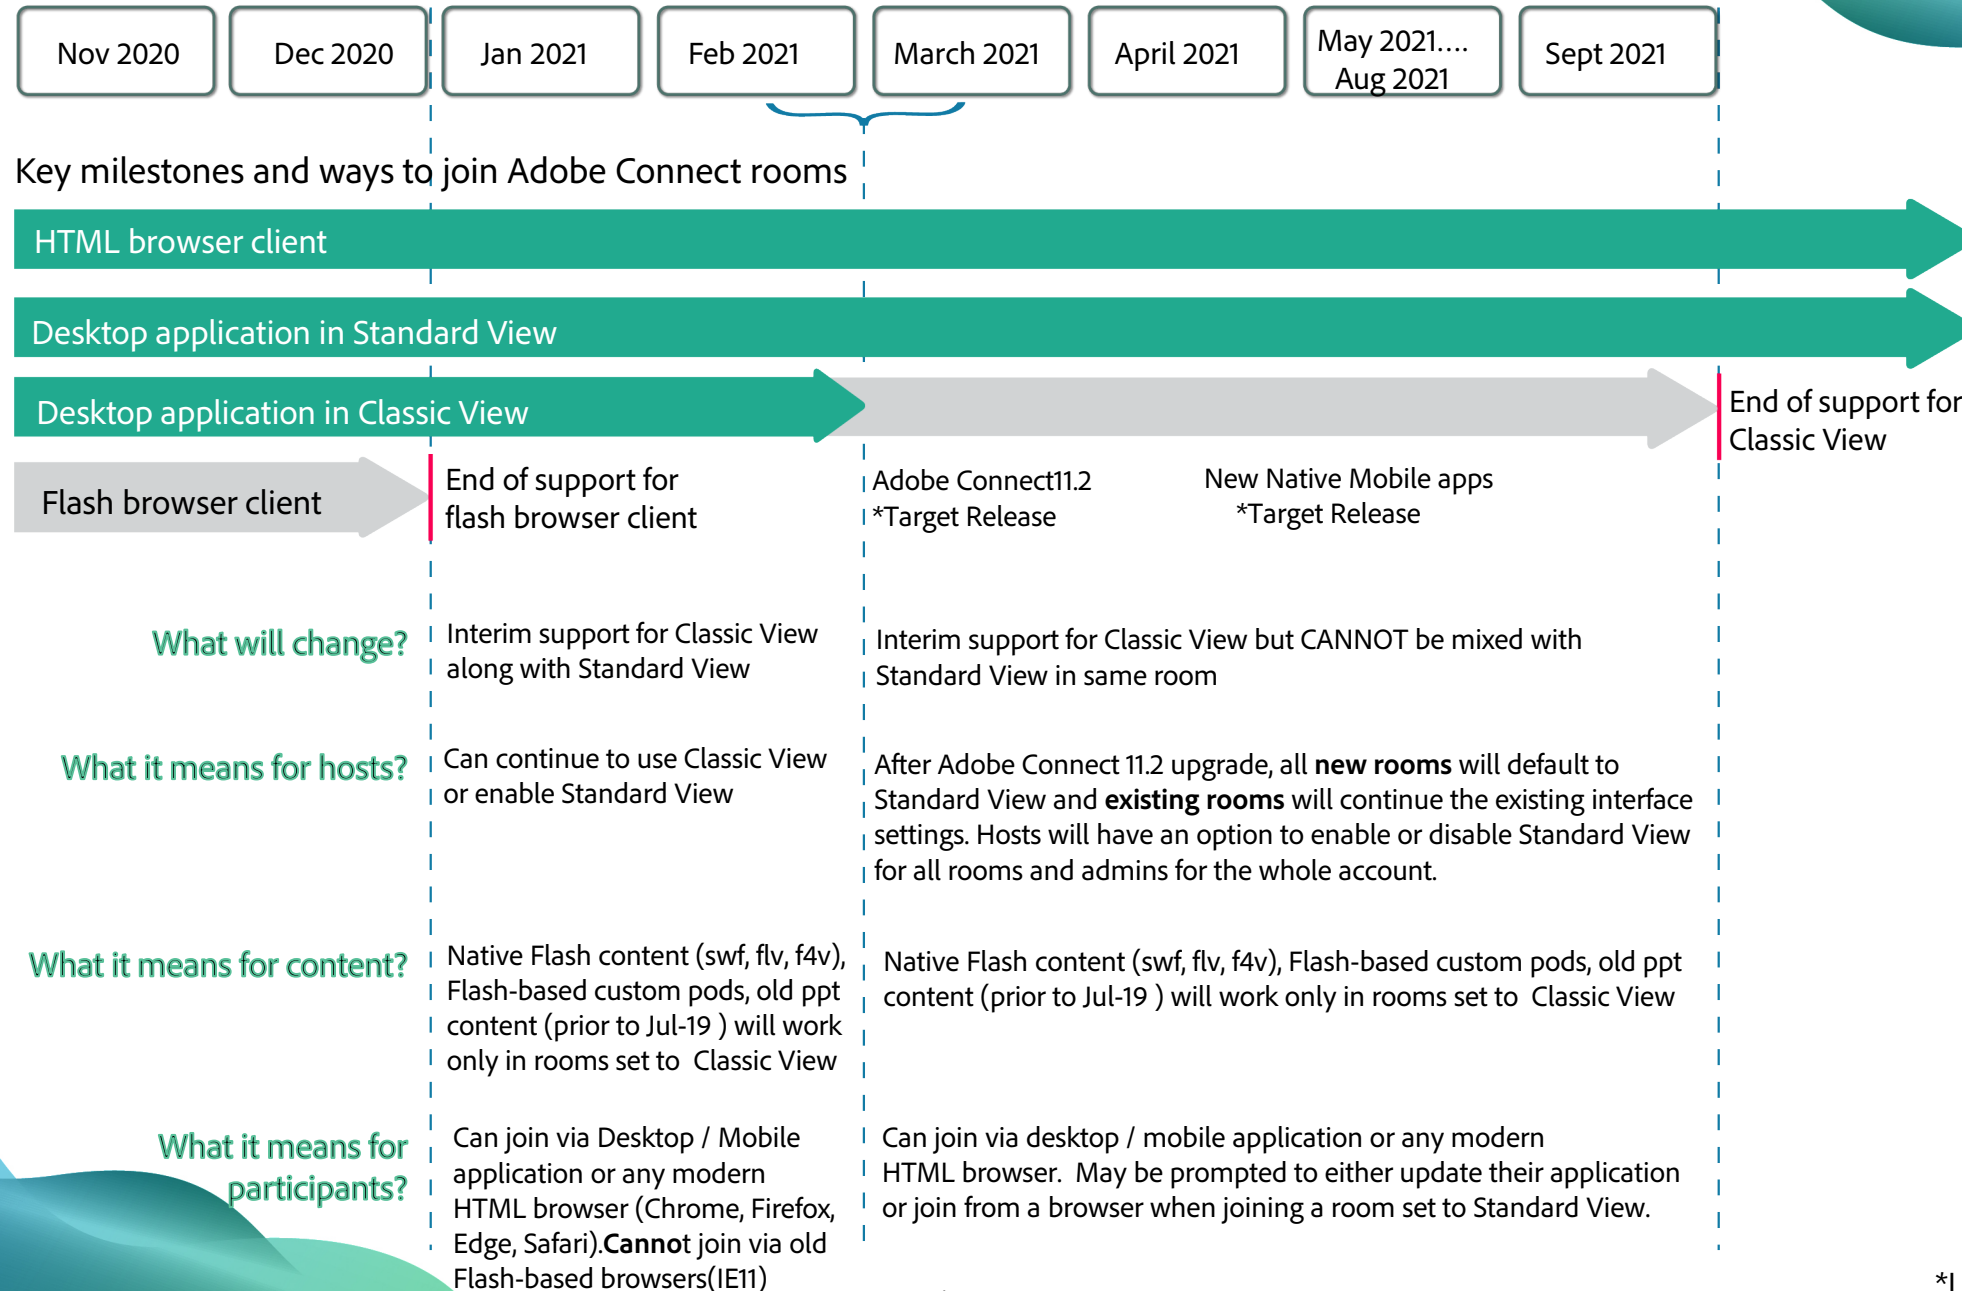 Nov 2020
Dec 2020
Jan 2021
Feb 2021
March 2021
April 2021
May 2021....
Aug 2021
Sept 2021
Key milestones and ways to join Adobe Connect rooms
HTML browser client
Desktop application in Standard View
Desktop application in Classic View
End of support for
Classic View
Flash browser client
End of support for
flash browser client
Adobe Connect11.2
*Target Release
New Native Mobile apps
*Target Release
What will change?
Interim support for Classic View
along with Standard View
Interim support for Classic View but CANNOT be mixed with
Standard View in same room
What it means for hosts?
Can continue to use Classic View
or enable Standard View
After Adobe Connect 11.2 upgrade, all new rooms will default to
Standard View and existing rooms will continue the existing interface
settings. Hosts will have an option to enable or disable Standard View
for all rooms and admins for the whole account.
What it means for content?
Native Flash content (swf, flv, f4v),
Flash-based custom pods, old ppt
content (prior to Jul-19 ) will work
only in rooms set to  Classic View
Native Flash content (swf, flv, f4v), Flash-based custom pods, old ppt
content (prior to Jul-19 ) will work only in rooms set to  Classic View
What it means for
participants?
Can join via Desktop / Mobile
application or any modern
HTML browser (Chrome, Firefox,
Edge, Safari).Cannot join via old
Flash-based browsers(IE11)
Can join via desktop / mobile application or any modern
HTML browser.  May be prompted to either update their application
or join from a browser when joining a room set to Standard View.